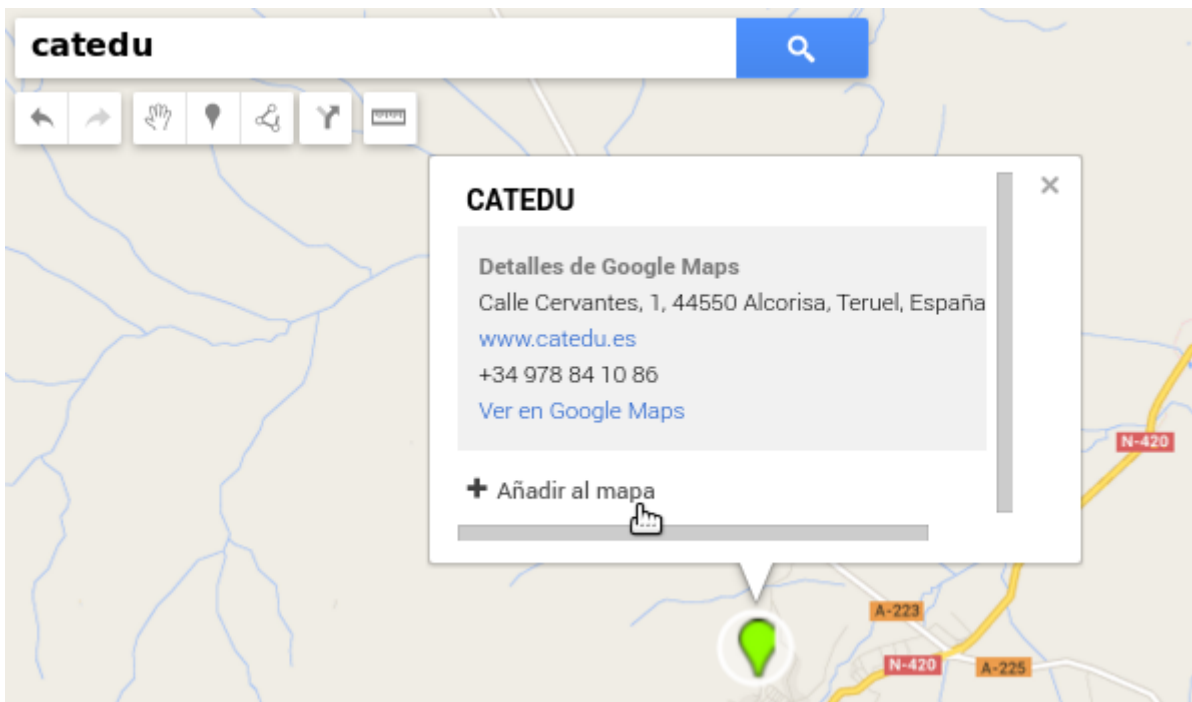 catedu
CATEDU
Detalles de Google Maps
Calle Cervantes, 1, 44550 Alcorisa, Teruel, España
www.catedu.es
+34 978 84 10 86
Ver en Google Maps
N-420
+ Añadir al mapa
A-223
N-420
A-225